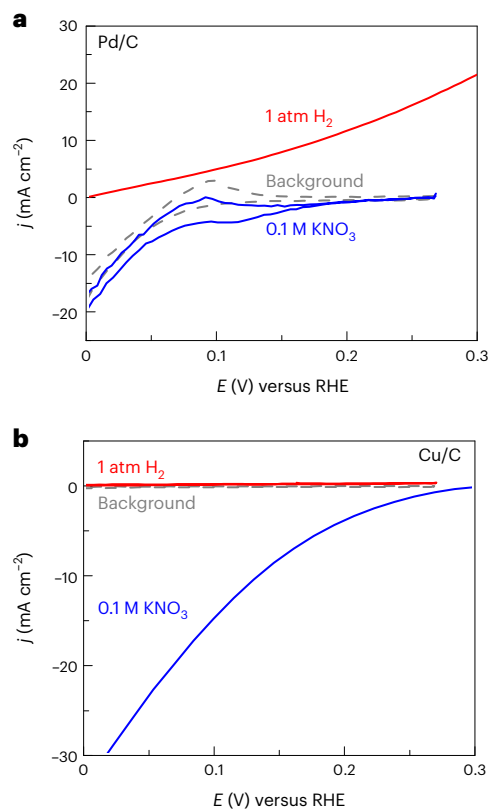 a
30
Pd/C
20
1 atm H₂
10
Background
0
0.1 M KNO₃
−10
−20
j (mA cm⁻²)
0 0.1 0.2 0.3
E (V) versus RHE
b
1 atm H₂ Cu/C
0
Background
−10
0.1 M KNO₃
−20
−30
j (mA cm⁻²)
0 0.1 0.2 0.3
E (V) versus RHE